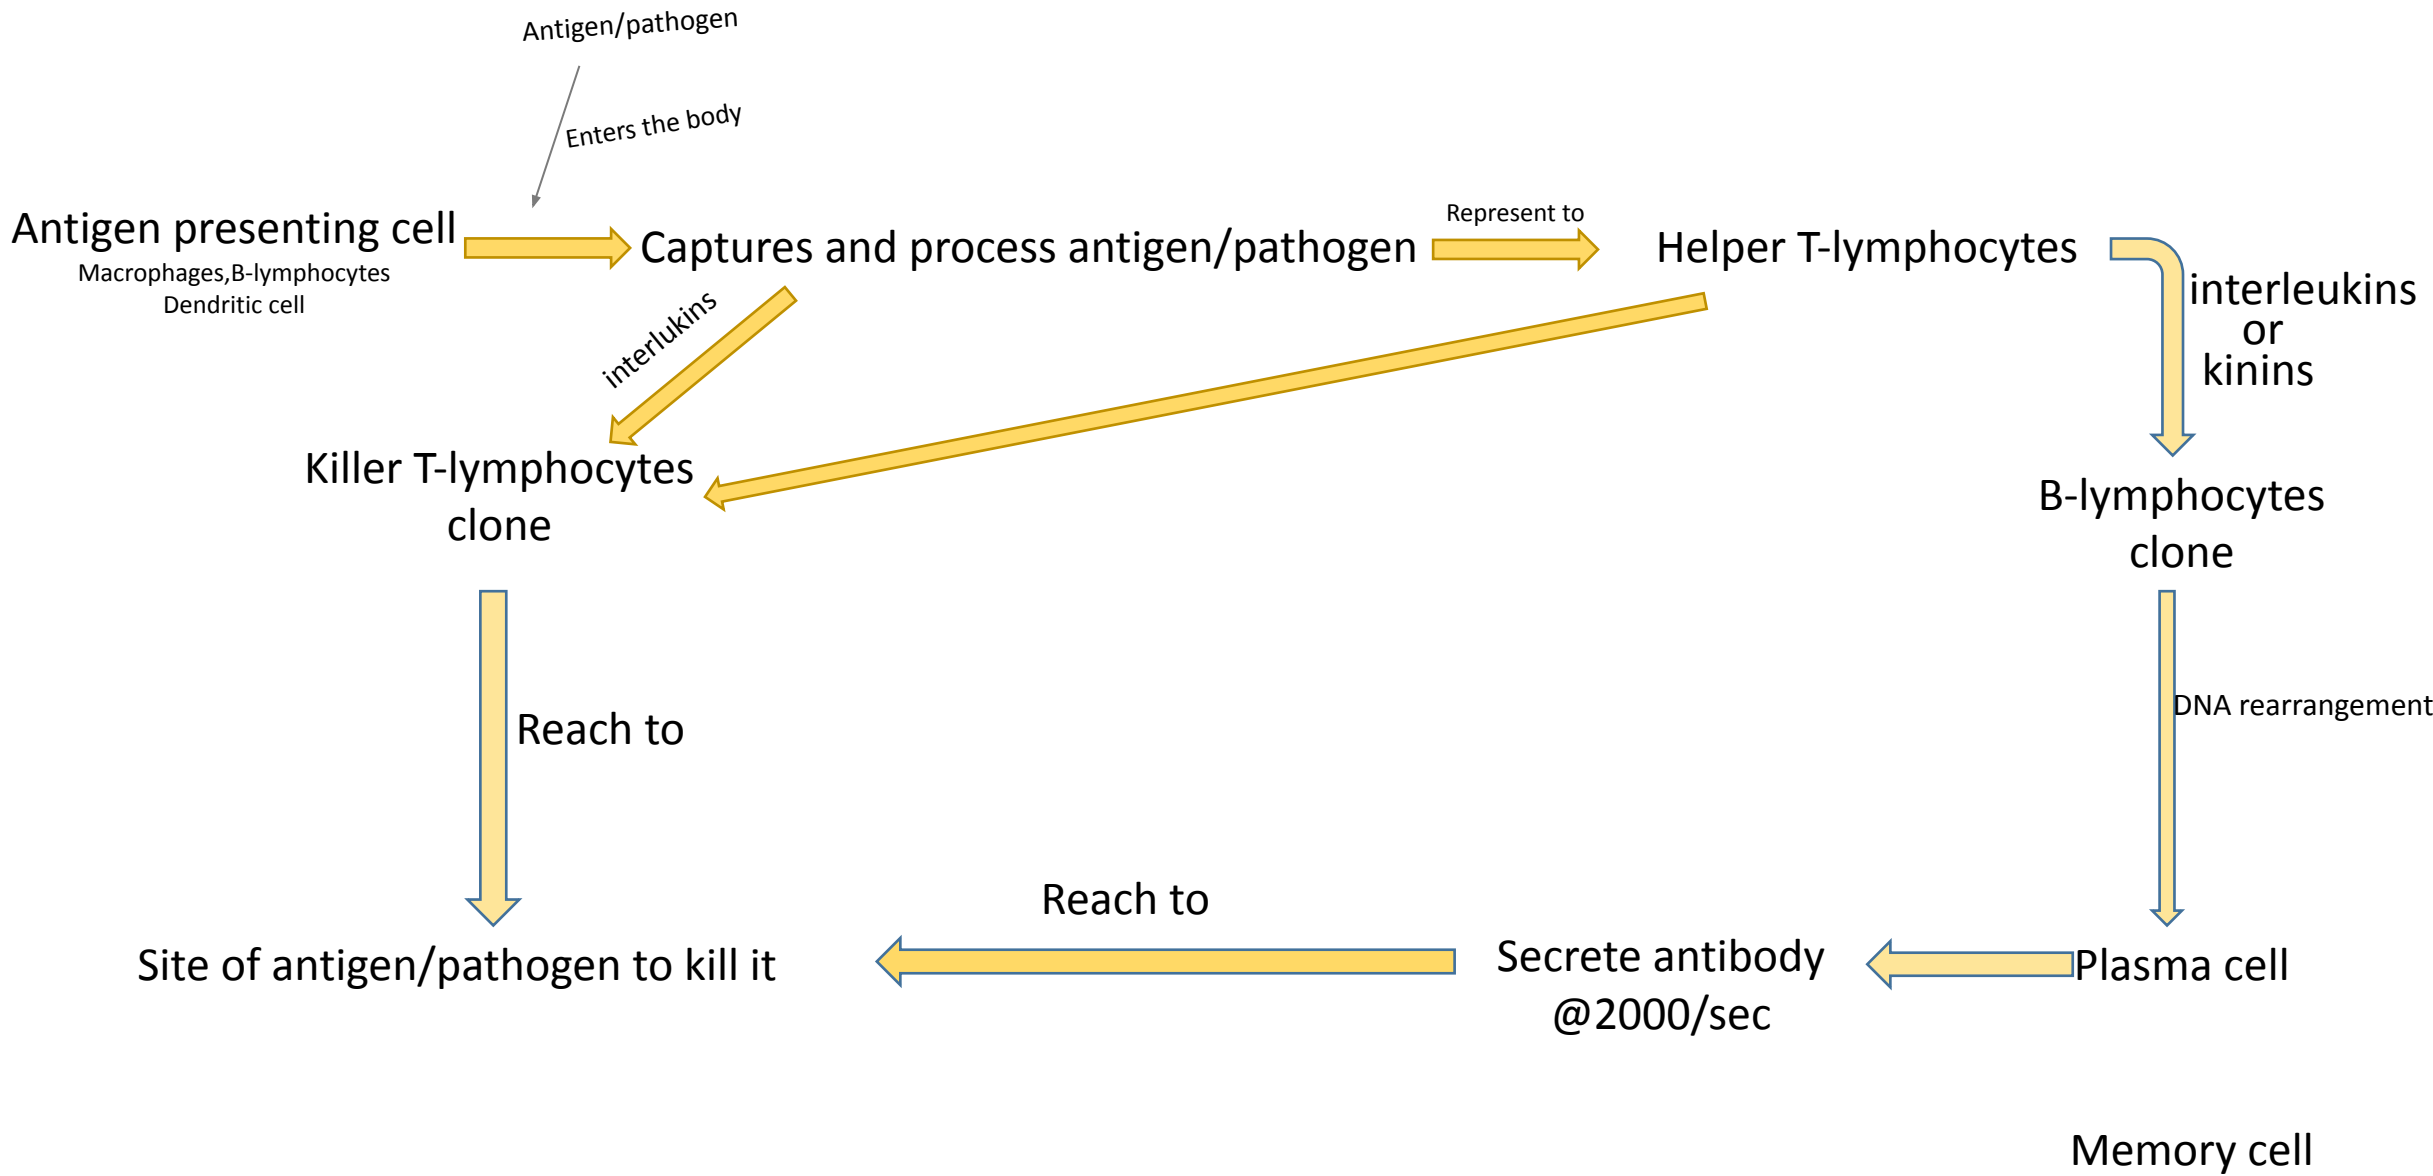 Antigen/pathogen
Enters the body
Antigen presenting cell
Macrophages,B-lymphocytes
Dendritic cell
Captures and process antigen/pathogen
Represent to
Helper T-lymphocytes
interleukins
or
kinins
interlukins
Killer T-lymphocytes
clone
B-lymphocytes
clone
Reach to
DNA rearrangement
Reach to
Site of antigen/pathogen to kill it
Secrete antibody
@2000/sec
Plasma cell
Memory cell